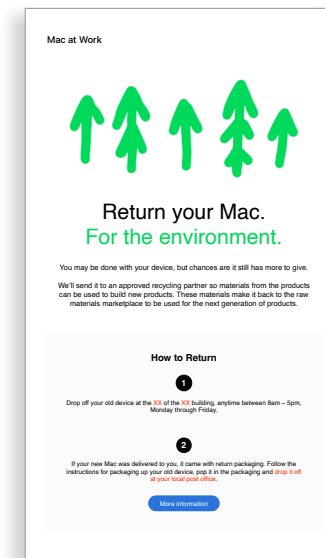 Mac at Work
Return your Mac.
For the environment.
You may be done with your device, but chances are it still has more to give.
We'll send it to an approved recycling partner so materials from the products
can be used to build new products. These materials make it back to the raw
materials marketplace to be used for the next generation of products.
How to Return
1
Drop off your old device at the XX of the XX building, anytime between 8am – 5pm,
Monday through Friday.
2
If your new Mac was delivered to you, it came with return packaging. Follow the
instructions for packaging up your old device, pop it in the packaging and drop it off
at your local post office.
More information